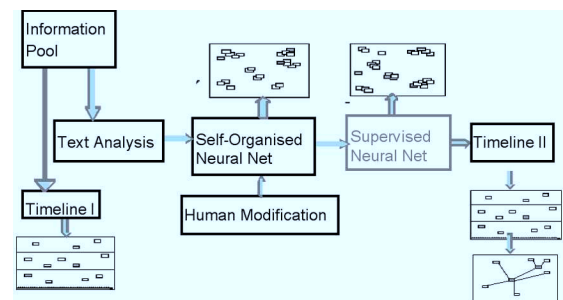 Information
Pool
Text Analysis
Self-Organised
Neural Net
Supervised
Neural Net
Timeline II
Timeline I
Human Modification